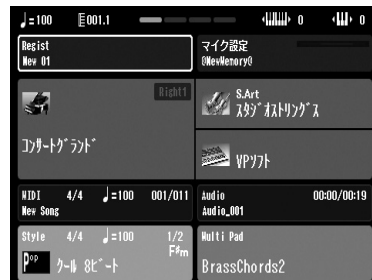 ♩=100 E001.1 0 0
Regist
New 01
マイク設定
@NewMemory@
Right1
コンサートグランド
S.Art
スタジオストリングス
VPソフト
MIDI 4/4 ♩=100 001/011
New Song
Audio 00:00/00:19
Audio_001
Style 4/4 ♩=100 1/2
F#m
Pop クール 8ビート
Multi Pad
BrassChords2